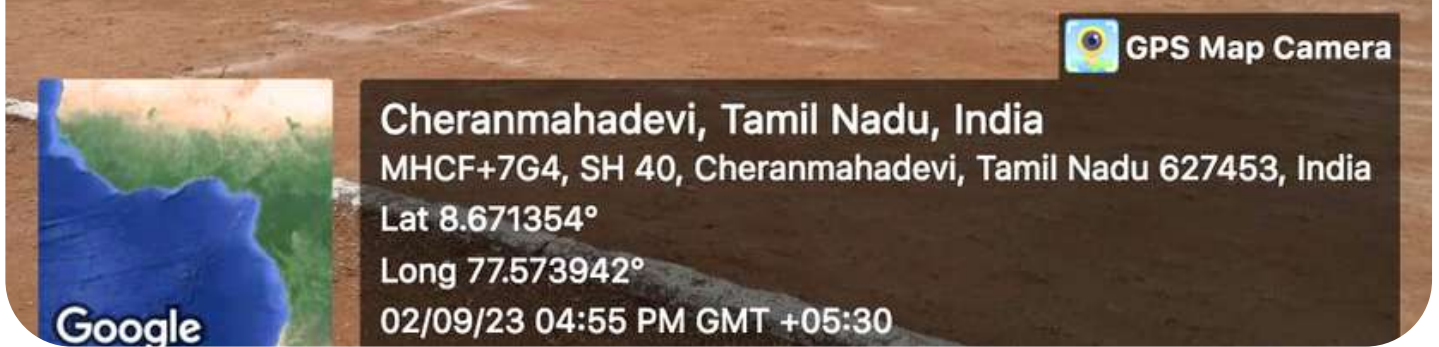 GPS Map Camera
Cheranmahadevi, Tamil Nadu, India
MHCF+7G4, SH 40, Cheranmahadevi, Tamil Nadu 627453, India
Lat 8.671354°
Long 77.573942°
02/09/23 04:55 PM GMT +05:30
Google